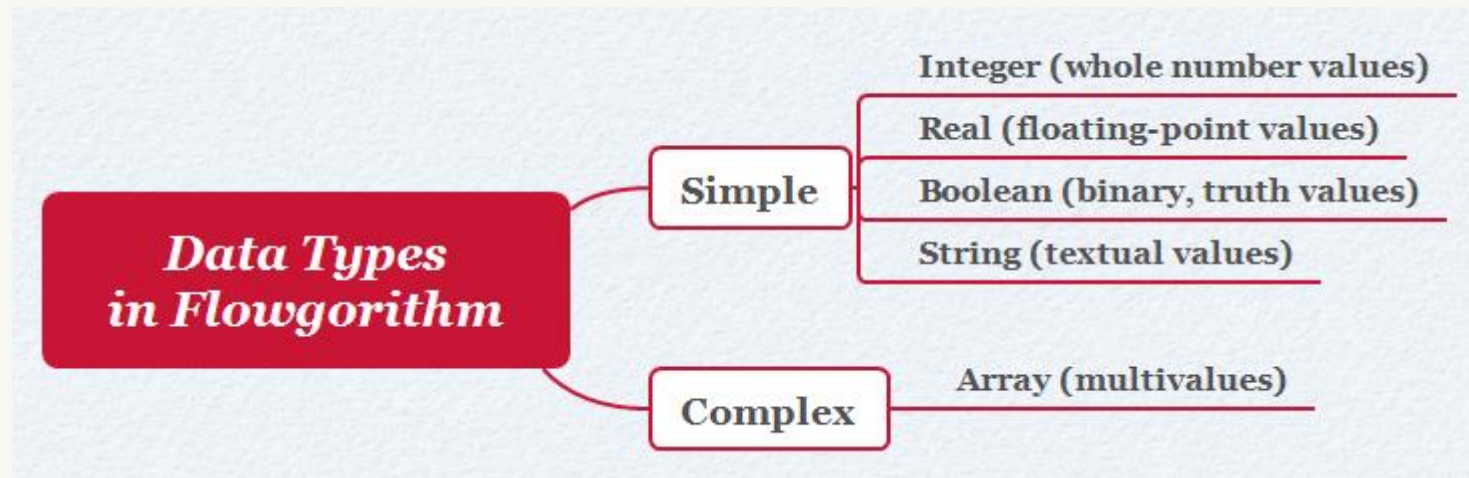 Data Types
in Flowgorithm
Simple
Integer (whole number values)
Real (floating-point values)
Boolean (binary, truth values)
String (textual values)
Complex
Array (multivalues)